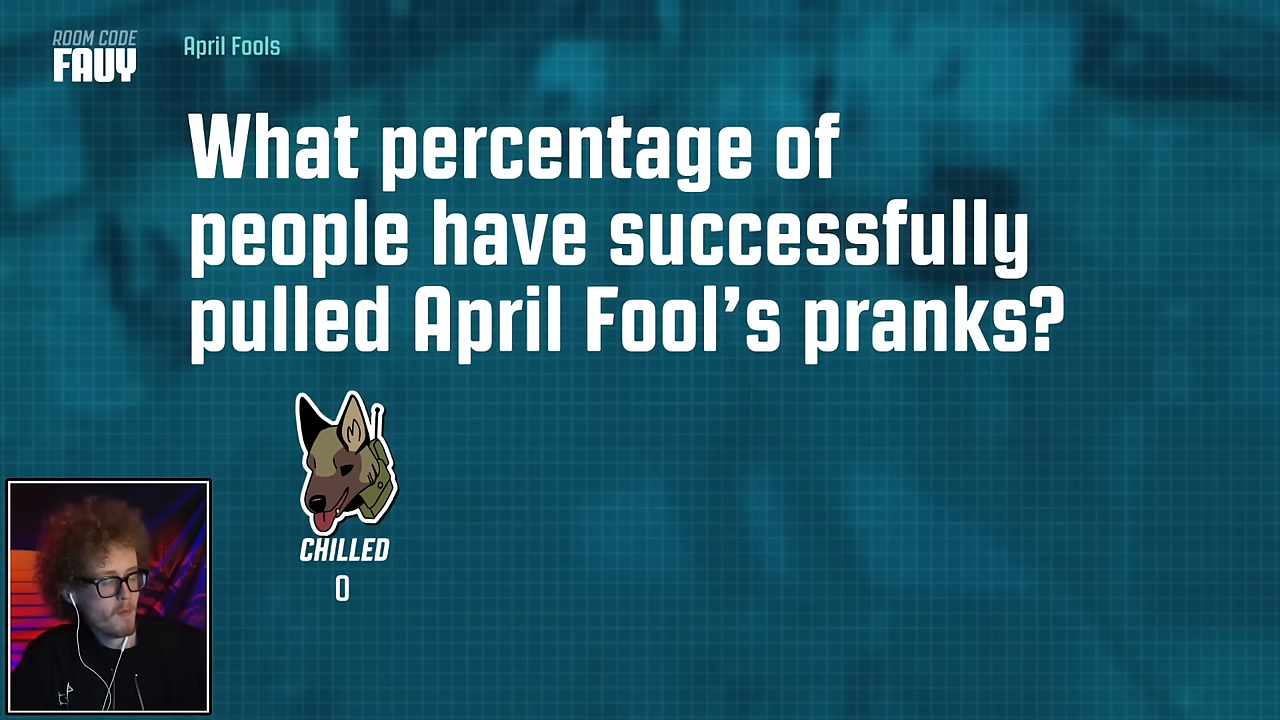 ROOM CODE
FAUY
April Fools
What percentage of
people have successfully
pulled April Fool’s pranks?
CHILLED
0